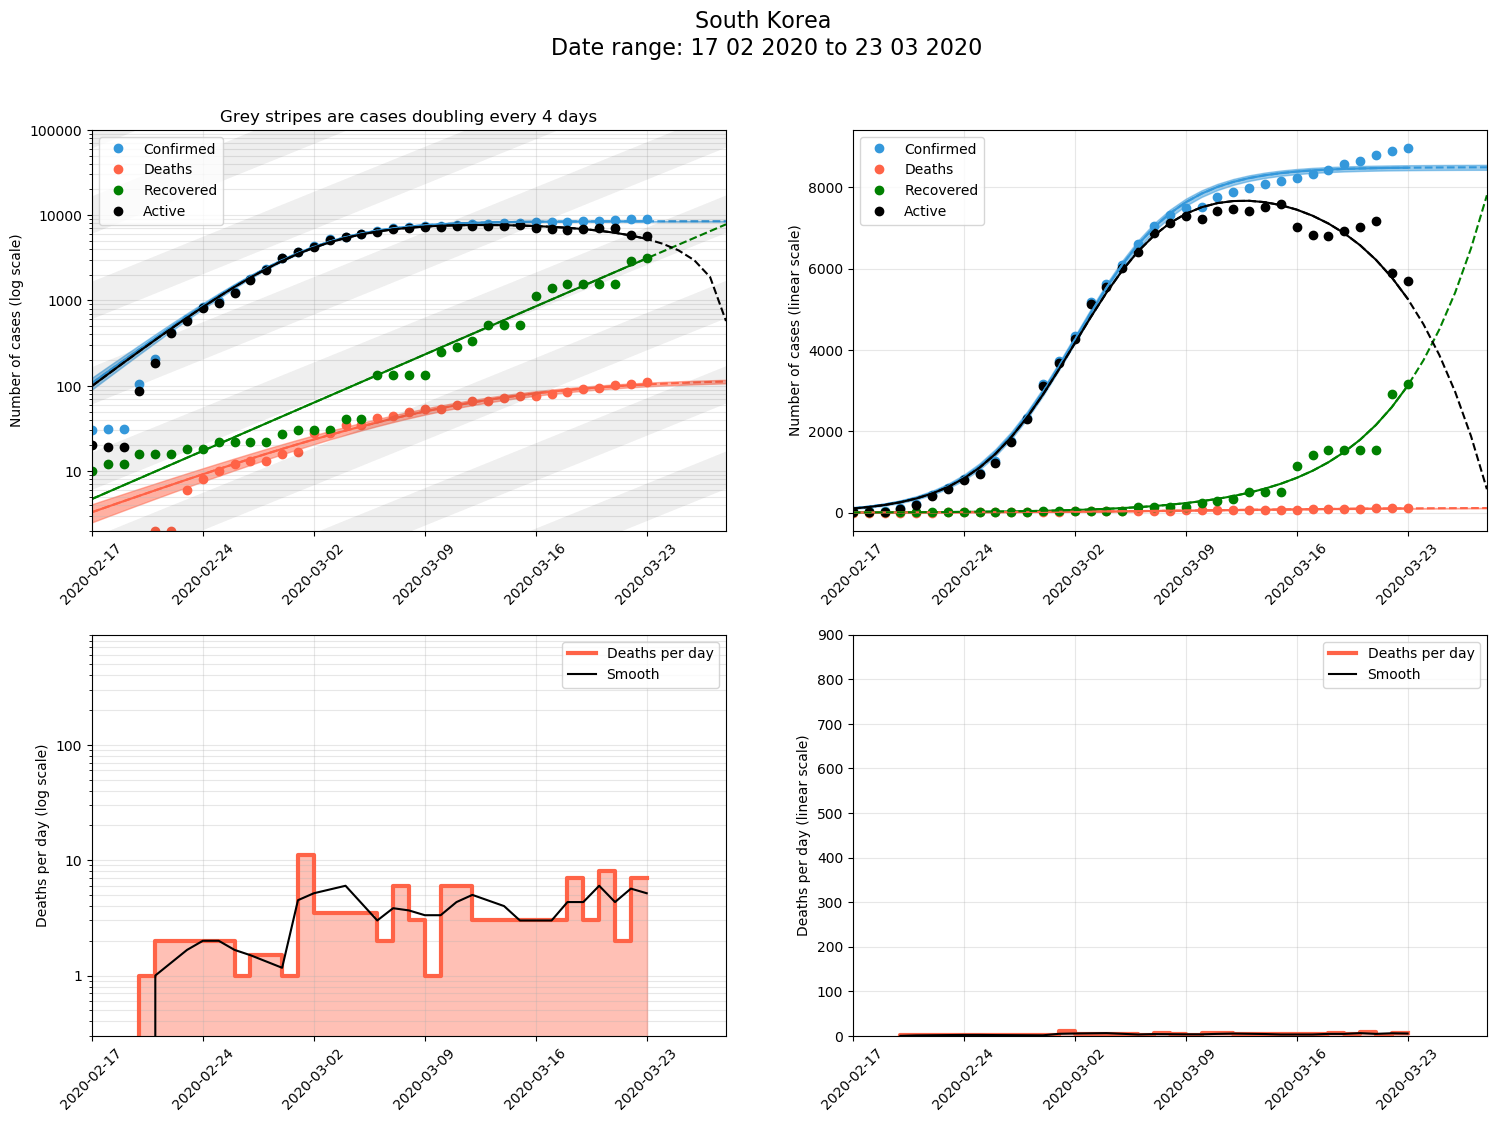 South Korea
Date range: 17 02 2020 to 23 03 2020
Grey stripes are cases doubling every 4 days
Number of cases (log scale)
100000
10000
1000
100
10
Confirmed
Deaths
Recovered
Active
2020-02-17
2020-02-24
2020-03-02
2020-03-09
2020-03-16
2020-03-23
Number of cases (linear scale)
8000
6000
4000
2000
0
Confirmed
Deaths
Recovered
Active
2020-02-17
2020-02-24
2020-03-02
2020-03-09
2020-03-16
2020-03-23
Deaths per day (log scale)
100
10
1
Deaths per day
Smooth
2020-02-17
2020-02-24
2020-03-02
2020-03-09
2020-03-16
2020-03-23
Deaths per day (linear scale)
900
800
700
600
500
400
300
200
100
0
Deaths per day
Smooth
2020-02-17
2020-02-24
2020-03-02
2020-03-09
2020-03-16
2020-03-23